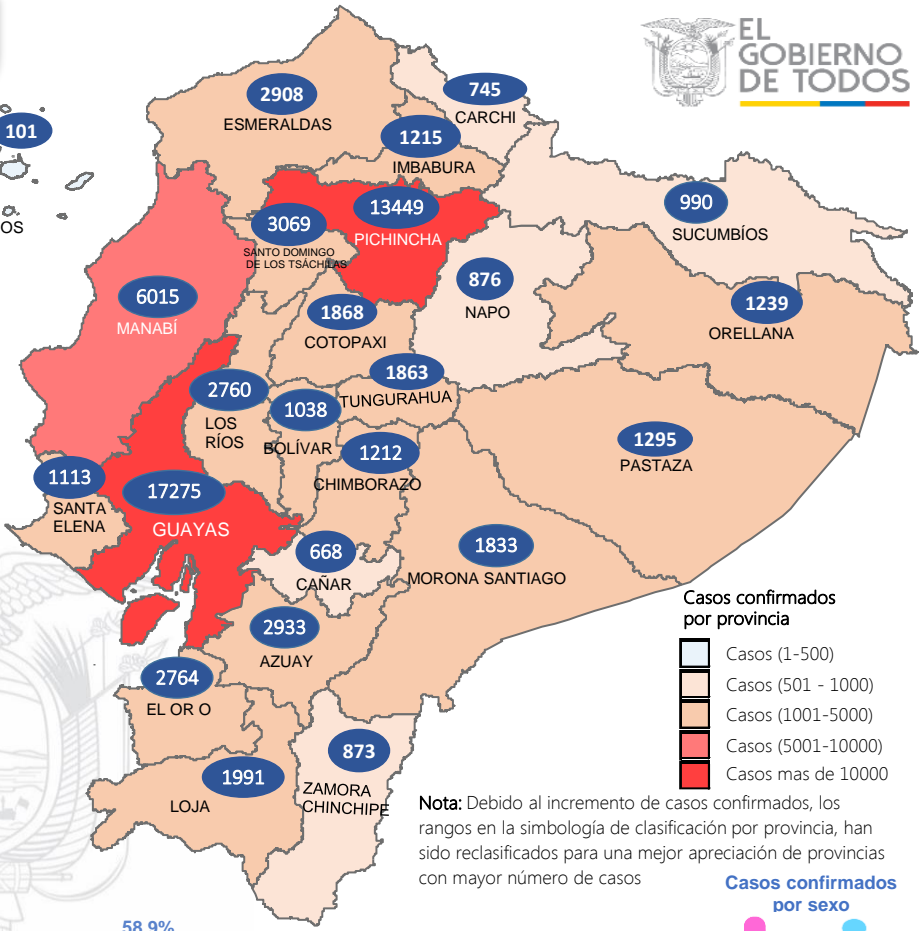 EL
GOBIERNO
DE TODOS
2908
ESMERALDAS
745
CARCHI
101
OS
1215
IMBABURA
13449
PICHINCHA
990
SUCUMBÍOS
3069
SANTO DOMINGO
DE LOS TSÁCHILAS
6015
MANABÍ
876
NAPO
1239
ORELLANA
1868
COTOPAXI
1863
TUNGURAHUA
2760
LOS
RÍOS
1038
BOLÍVAR
1295
PASTAZA
1212
CHIMBORAZO
1113
SANTA
ELENA
17275
GUAYAS
668
CAÑAR
1833
MORONA SANTIAGO
2933
AZUAY
2764
EL OR O
1991
LOJA
873
ZAMORA
CHINCHIPE
Casos confirmados
por provincia
Casos (1-500)
Casos (501 - 1000)
Casos (1001-5000)
Casos (5001-10000)
Casos mas de 10000
Nota: Debido al incremento de casos confirmados, los
rangos en la simbología de clasificación por provincia, han
sido reclasificados para una mejor apreciación de provincias
con mayor número de casos
Casos confirmados
por sexo
58.9%